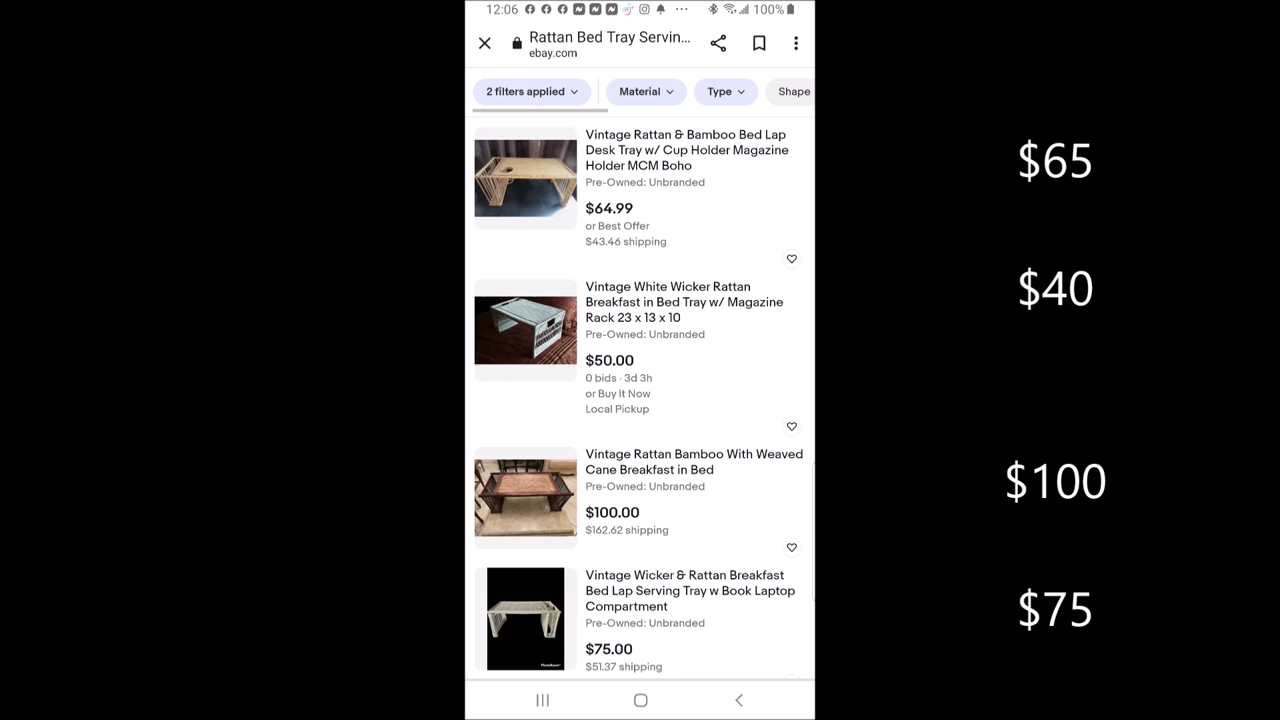 12:06 100%
Rattan Bed Tray Servin...
ebay.com
2 filters applied Material Type Shape
Vintage Rattan & Bamboo Bed Lap
Desk Tray w/ Cup Holder Magazine
Holder MCM Boho
Pre-Owned: Unbranded
$64.99
or Best Offer
$43.46 shipping
$65
Vintage White Wicker Rattan
Breakfast in Bed Tray w/ Magazine
Rack 23 x 13 x 10
Pre-Owned: Unbranded
$50.00
0 bids · 3d 3h
or Buy It Now
Local Pickup
$40
Vintage Rattan Bamboo With Weaved
Cane Breakfast in Bed
Pre-Owned: Unbranded
$100.00
$162.62 shipping
$100
Vintage Wicker & Rattan Breakfast
Bed Lap Serving Tray w Book Laptop
Compartment
Pre-Owned: Unbranded
$75.00
$51.37 shipping
$75